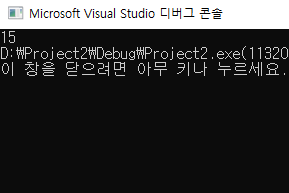 Microsoft Visual Studio 디버그 콘솔
15
D:₩Project2₩Debug₩Project2.exe(11320
이 창을 닫으려면 아무 키나 누르세요.